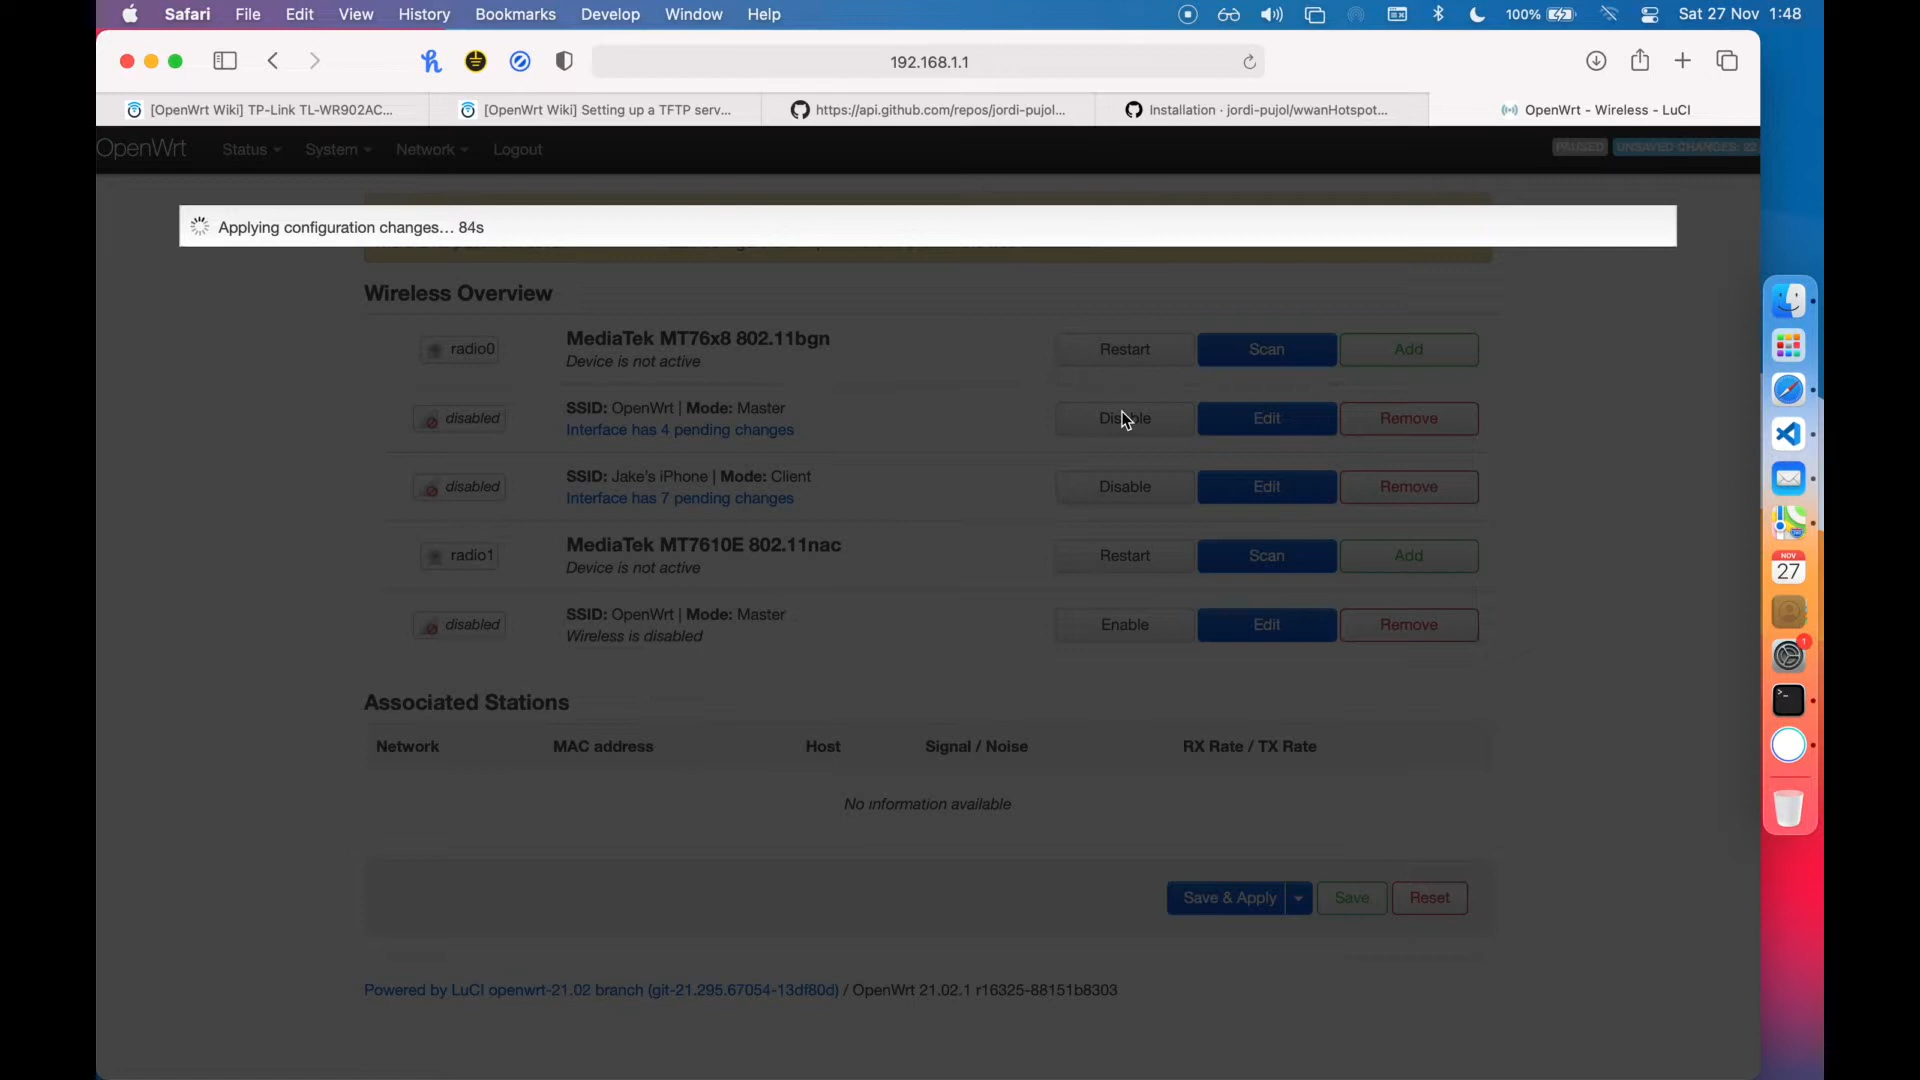 Safari File Edit View History Bookmarks Develop Window Help 100% Sat 27 Nov 1:48
192.168.1.1
[OpenWrt Wiki] TP-Link TL-WR902AC... [OpenWrt Wiki] Setting up a TFTP serv... https://api.github.com/repos/jordi-pujol... Installation · jordi-pujol/wwanHotspot... OpenWrt - Wireless - LuCI
OpenWrt Status System Network Logout PAUSED UNSAVED CHANGES: 22
Applying configuration changes… 84s
Wireless Overview
radio0 MediaTek MT76x8 802.11bgn Restart Scan Add
Device is not active
disabled SSID: OpenWrt | Mode: Master Disable Edit Remove
Interface has 4 pending changes
disabled SSID: Jake's iPhone | Mode: Client Disable Edit Remove
Interface has 7 pending changes
radio1 MediaTek MT7610E 802.11nac Restart Scan Add
Device is not active
disabled SSID: OpenWrt | Mode: Master Enable Edit Remove
Wireless is disabled
Associated Stations
Network MAC address Host Signal / Noise RX Rate / TX Rate
No information available
Save & Apply Save Reset
Powered by LuCI openwrt-21.02 branch (git-21.295.67054-13df80d) / OpenWrt 21.02.1 r16325-88151b8303
NOV
27
1